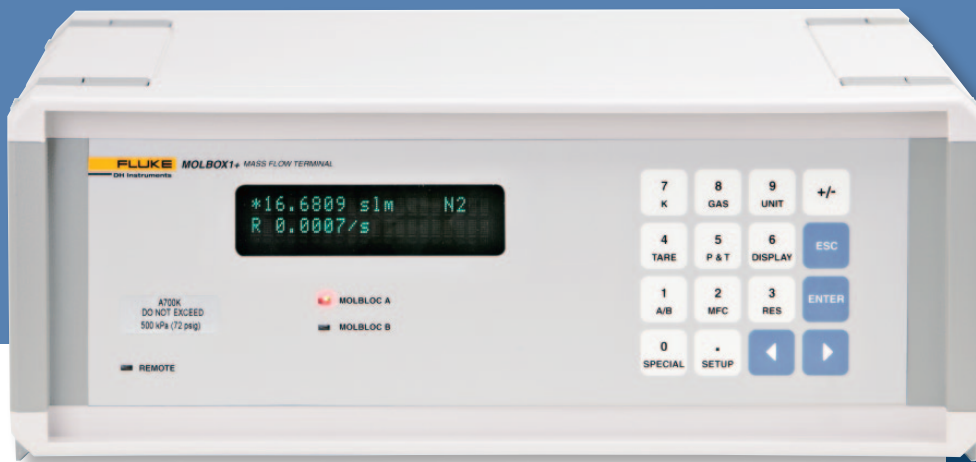 FLUKE MOLBOX1+ MASS FLOW TERMINAL
DH Instruments
*16.6809 slm N2
R 0.0007/s
A700K
DO NOT EXCEED
500 kPa (72 psig)
MOLBLOC A
MOLBLOC B
REMOTE
7 8 9 +/-
K GAS UNIT
4 5 6 ESC
TARE P & T DISPLAY
1 2 3 ENTER
A/B MFC RES
0 .
SPECIAL SETUP